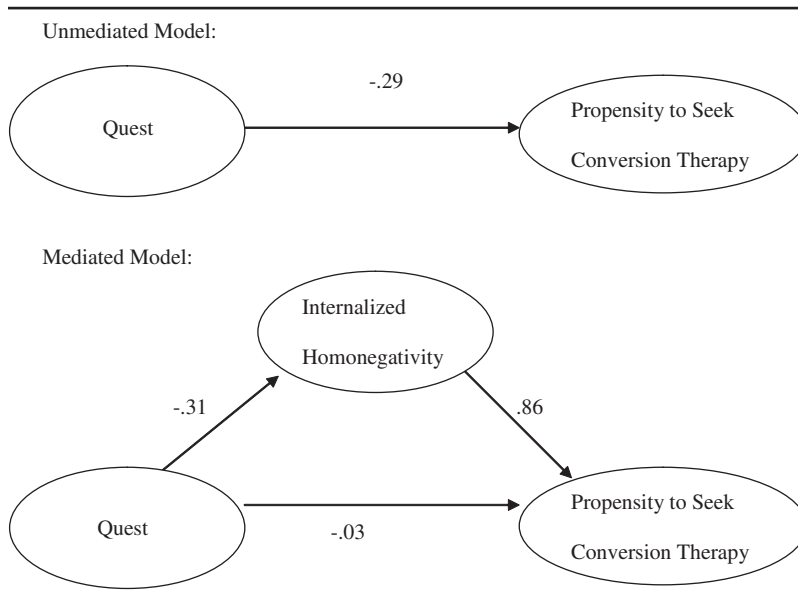 Unmediated Model:
-.29
Quest
Propensity to Seek
Conversion Therapy
Mediated Model:
Internalized
Homonegativity
-.31
.86
Quest
-.03
Propensity to Seek
Conversion Therapy